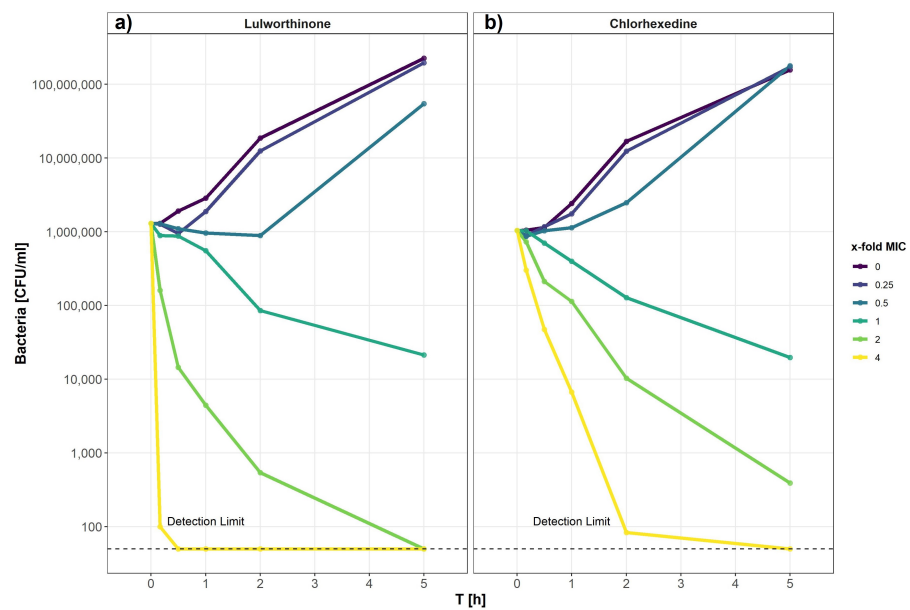 a) Lulworthinone
b) Chlorhexedine
Bacteria [CFU/ml]
100,000,000
10,000,000
1,000,000
100,000
10,000
1,000
100
Detection Limit
Detection Limit
0 1 2 3 4 5
0 1 2 3 4 5
T [h]
x-fold MIC
0
0.25
0.5
1
2
4